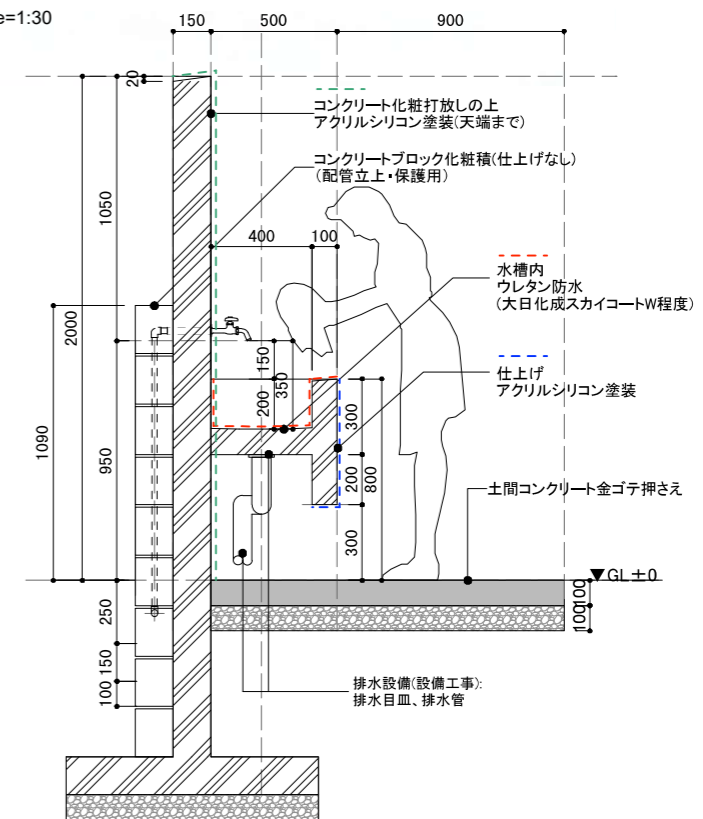 e=1:30
150
500
900
20
コンクリート化粧打放しの上
アクリルシリコン塗装(天端まで)
コンクリートブロック化粧積(仕上げなし)
(配管立上・保護用)
1050
2000
400
100
水槽内
ウレタン防水
(大日化成スカイコートW程度)
150
350
200
仕上げ
アクリルシリコン塗装
300
200
800
300
1090
950
土間コンクリート金ゴテ押さえ
▼GL±0
100
100
250
150
100
排水設備(設備工事):
排水目皿、排水管